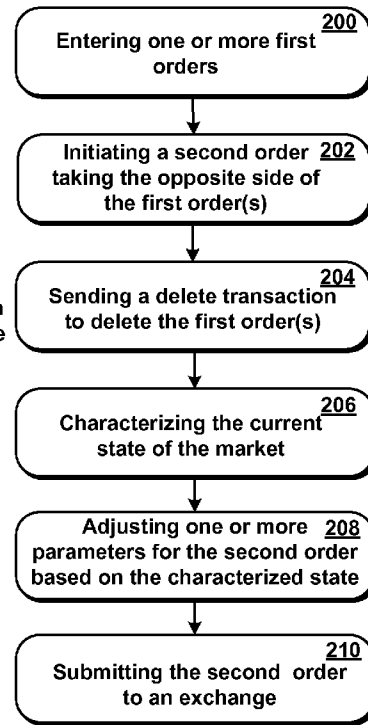 200
Entering one or more first
orders
Initiating a second order 202
taking the opposite side of
the first order(s)
204
Sending a delete transaction
to delete the first order(s)
206
Characterizing the current
state of the market
Adjusting one or more 208
parameters for the second order
based on the characterized state
210
Submitting the second order
to an exchange